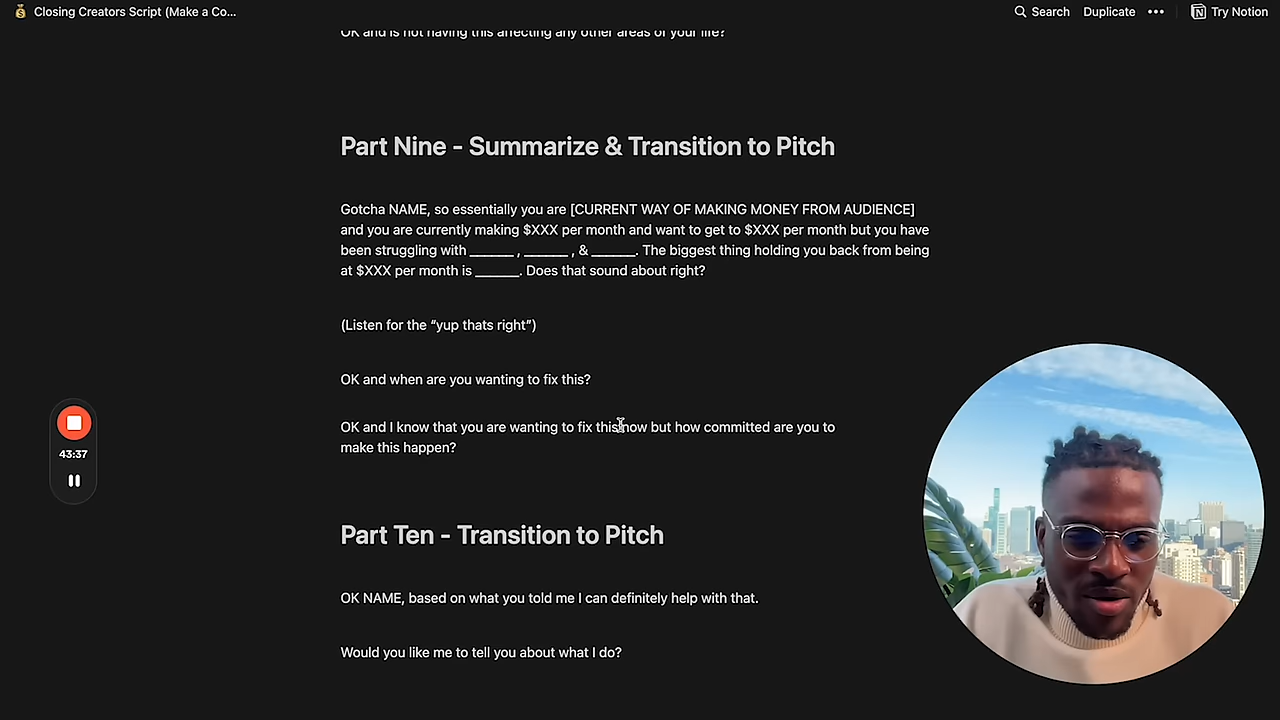 💰 Closing Creators Script (Make a Co...
Search
Duplicate
•••
Try Notion
OK and is not having this affecting any other areas of your life?
Part Nine - Summarize & Transition to Pitch
Gotcha NAME, so essentially you are [CURRENT WAY OF MAKING MONEY FROM AUDIENCE]
and you are currently making $XXX per month and want to get to $XXX per month but you have
been struggling with ______ , ______ , & ______. The biggest thing holding you back from being
at $XXX per month is ______. Does that sound about right?
(Listen for the “yup thats right”)
OK and when are you wanting to fix this?
OK and I know that you are wanting to fix this now but how committed are you to
make this happen?
43:37
Part Ten - Transition to Pitch
OK NAME, based on what you told me I can definitely help with that.
Would you like me to tell you about what I do?